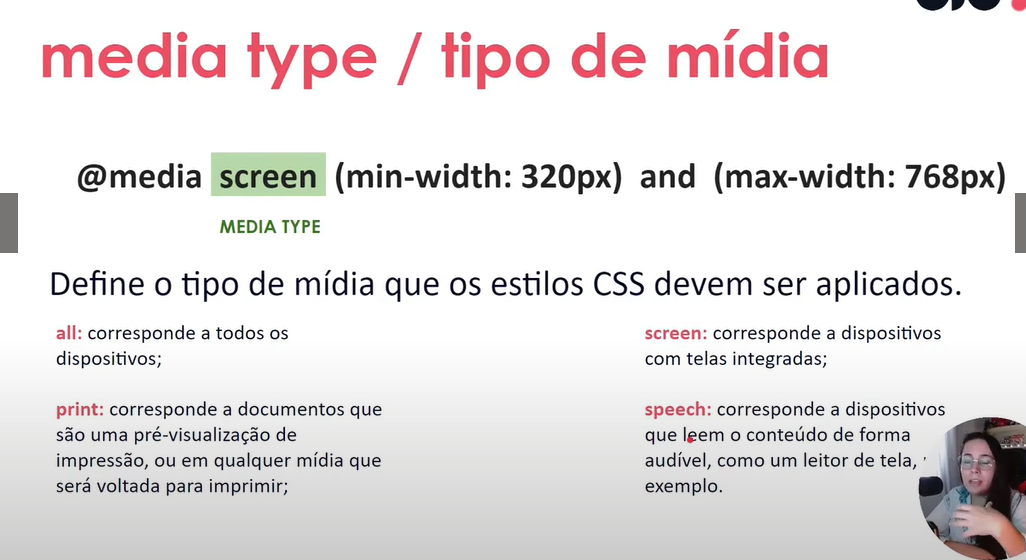 media type / tipo de mídia
@media screen (min-width: 320px) and (max-width: 768px)
MEDIA TYPE
Define o tipo de mídia que os estilos CSS devem ser aplicados.
all: corresponde a todos os
dispositivos;
print: corresponde a documentos que
são uma pré-visualização de
impressão, ou em qualquer mídia que
será voltada para imprimir;
screen: corresponde a dispositivos
com telas integradas;
speech: corresponde a dispositivos
que leem o conteúdo de forma
audível, como um leitor de tela,
exemplo.